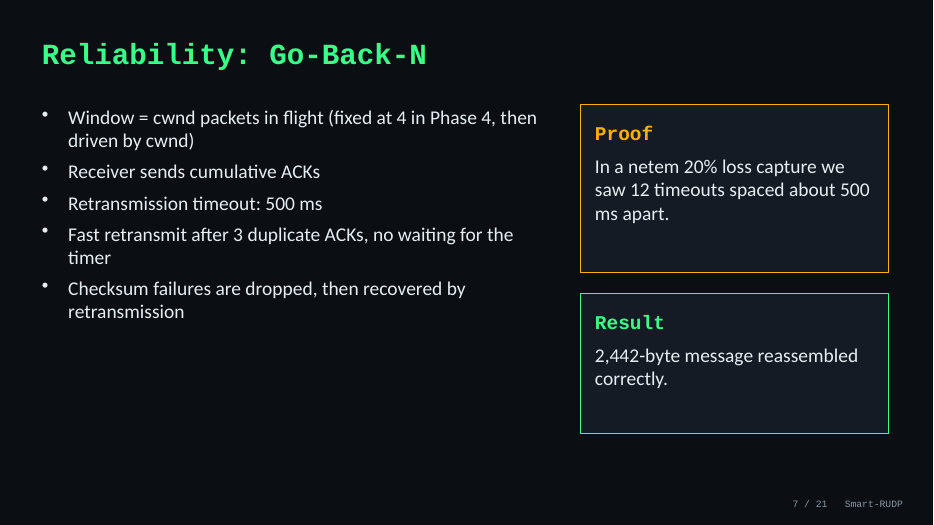 Reliability: Go-Back-N
• Window = cwnd packets in flight (fixed at 4 in Phase 4, then
driven by cwnd)
• Receiver sends cumulative ACKs
• Retransmission timeout: 500 ms
• Fast retransmit after 3 duplicate ACKs, no waiting for the
timer
• Checksum failures are dropped, then recovered by
retransmission
Proof
In a netem 20% loss capture we
saw 12 timeouts spaced about 500
ms apart.
Result
2,442-byte message reassembled
correctly.
7 / 21 Smart-RUDP